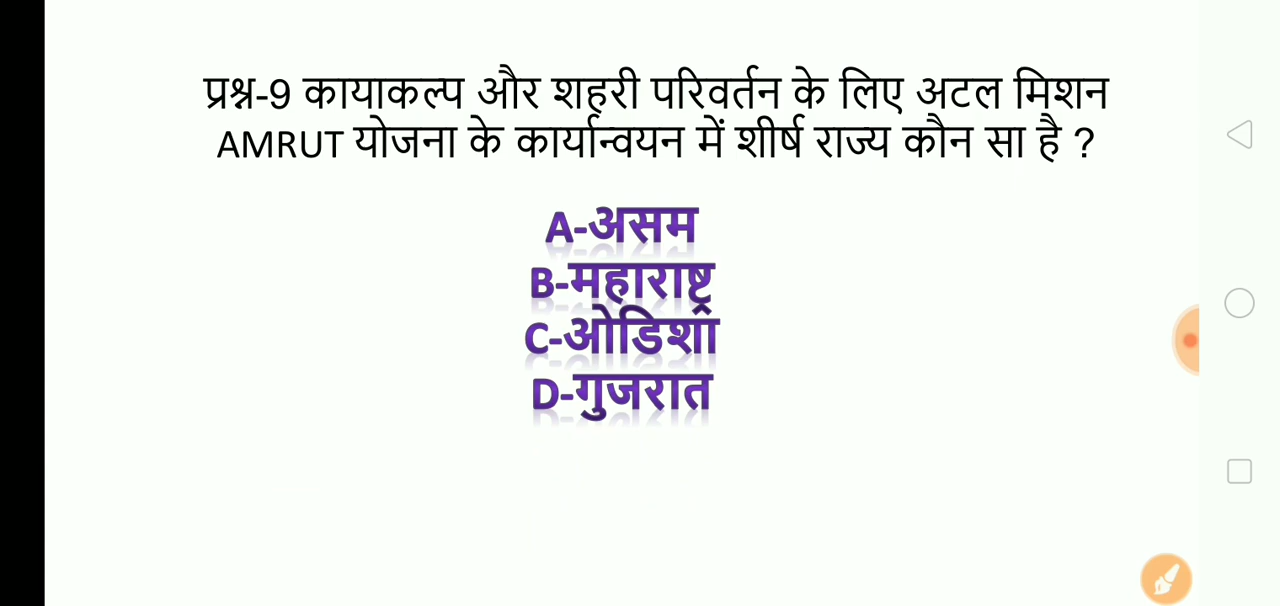 प्रश्न-9 कायाकल्प और शहरी परिवर्तन के लिए अटल मिशन
AMRUT योजना के कार्यान्वयन में शीर्ष राज्य कौन सा है ?
A-असम
B-महाराष्ट्र
C-ओडिशा
D-गुजरात